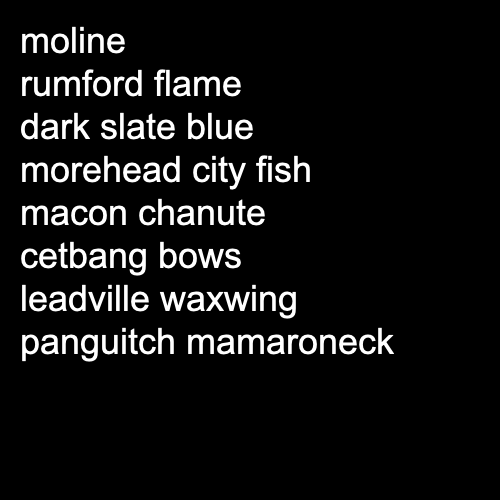 moline
rumford flame
dark slate blue
morehead city fish
macon chanute
cetbang bows
leadville waxwing
panguitch mamaroneck